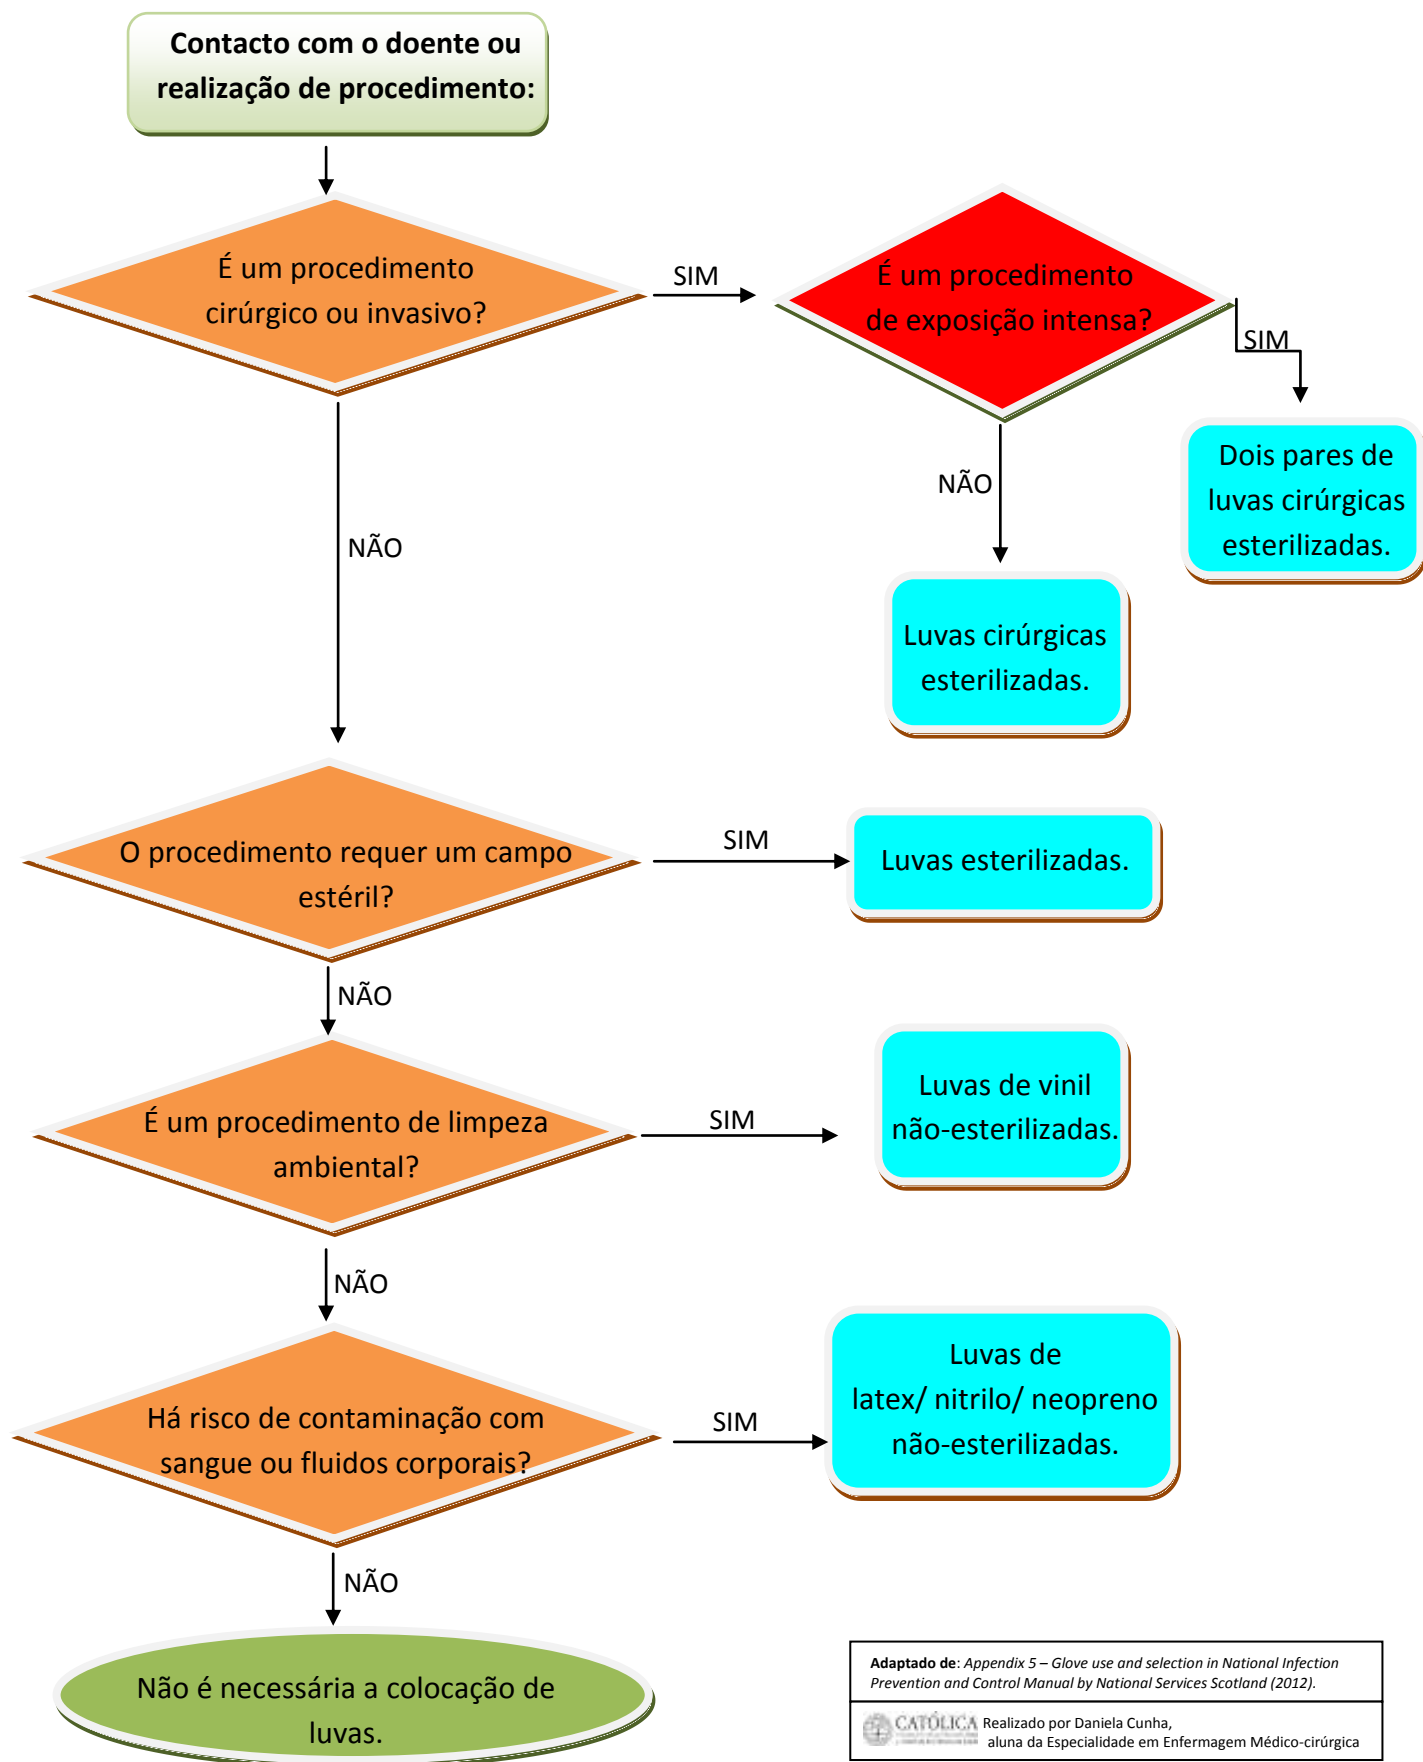 Contacto com o doente ou
realização de procedimento:
É um procedimento
cirúrgico ou invasivo?
SIM
É um procedimento
de exposição intensa?
SIM
Dois pares de
luvas cirúrgicas
esterilizadas.
NÃO
Luvas cirúrgicas
esterilizadas.
NÃO
O procedimento requer um campo
estéril?
SIM
Luvas esterilizadas.
NÃO
É um procedimento de limpeza
ambiental?
SIM
Luvas de vinil
não-esterilizadas.
NÃO
Há risco de contaminação com
sangue ou fluidos corporais?
SIM
Luvas de
latex/ nitrilo/ neopreno
não-esterilizadas.
NÃO
Não é necessária a colocação de
luvas.
Adaptado de: Appendix 5 – Glove use and selection in National Infection
Prevention and Control Manual by National Services Scotland (2012).
CATÓLICA
Realizado por Daniela Cunha,
aluna da Especialidade em Enfermagem Médico-cirúrgica